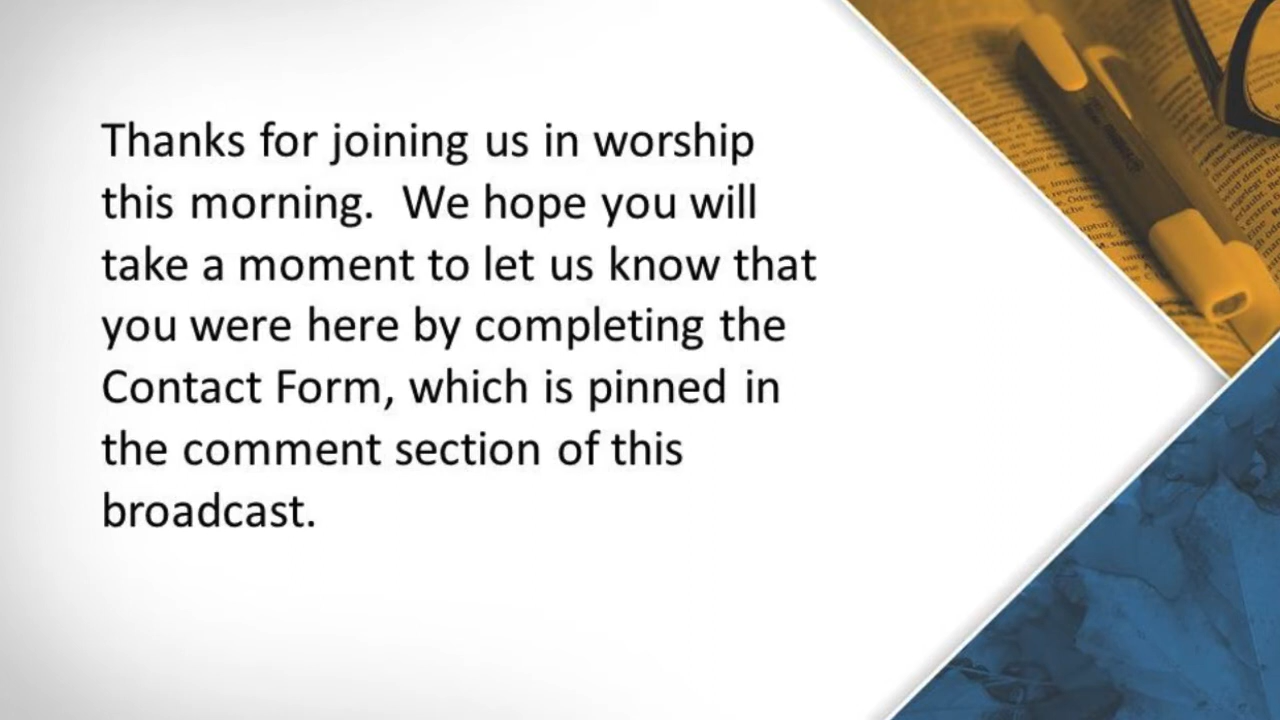 Thanks for joining us in worship
this morning.  We hope you will
take a moment to let us know that
you were here by completing the
Contact Form, which is pinned in
the comment section of this
broadcast.